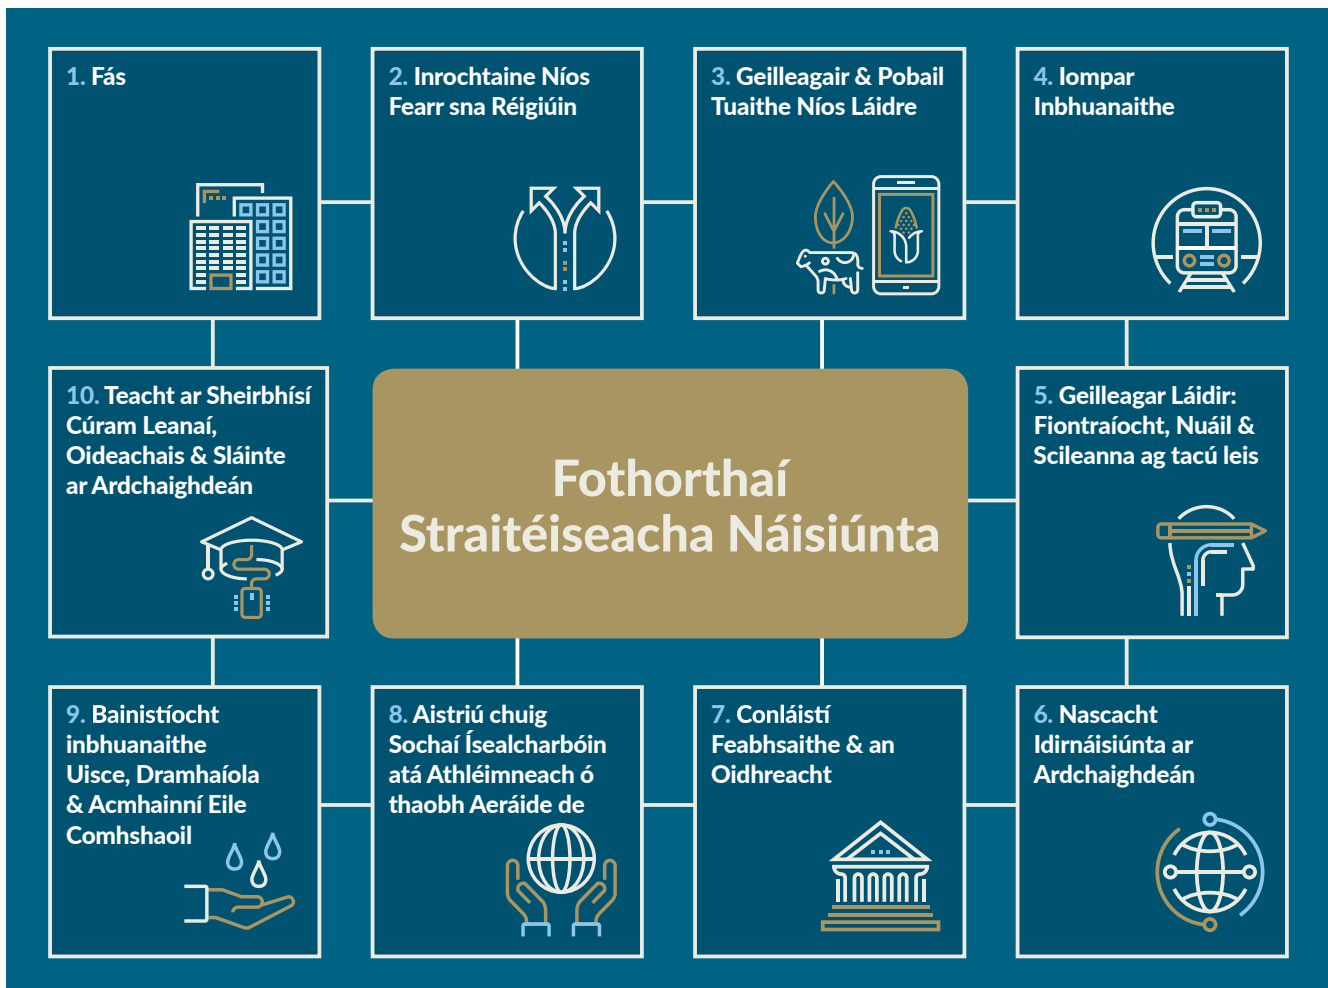 1. Fás
2. Inrochtaine Níos
Fearr sna Réigiúin
3. Geilleagair & Pobail
Tuaithe Níos Láidre
4. Iompar
Inbhuanaithe
10. Teacht ar Sheirbhísí
Cúram Leanaí,
Oideachais & Sláinte
ar Ardchaighdeán
Fothorthaí
Straitéiseacha Náisiúnta
5. Geilleagar Láidir:
Fiontraíocht, Nuáil &
Scileanna ag tacú leis
9. Bainistíocht
inbhuanaithe
Uisce, Dramhaíola
& Acmhainní Eile
Comhshaoil
8. Aistriú chuig
Sochaí Ísealcharbóin
atá Athléimneach ó
thaobh Aeráide de
7. Conláistí
Feabhsaithe & an
Oidhreacht
6. Nascacht
Idirnáisiúnta ar
Ardchaighdeán